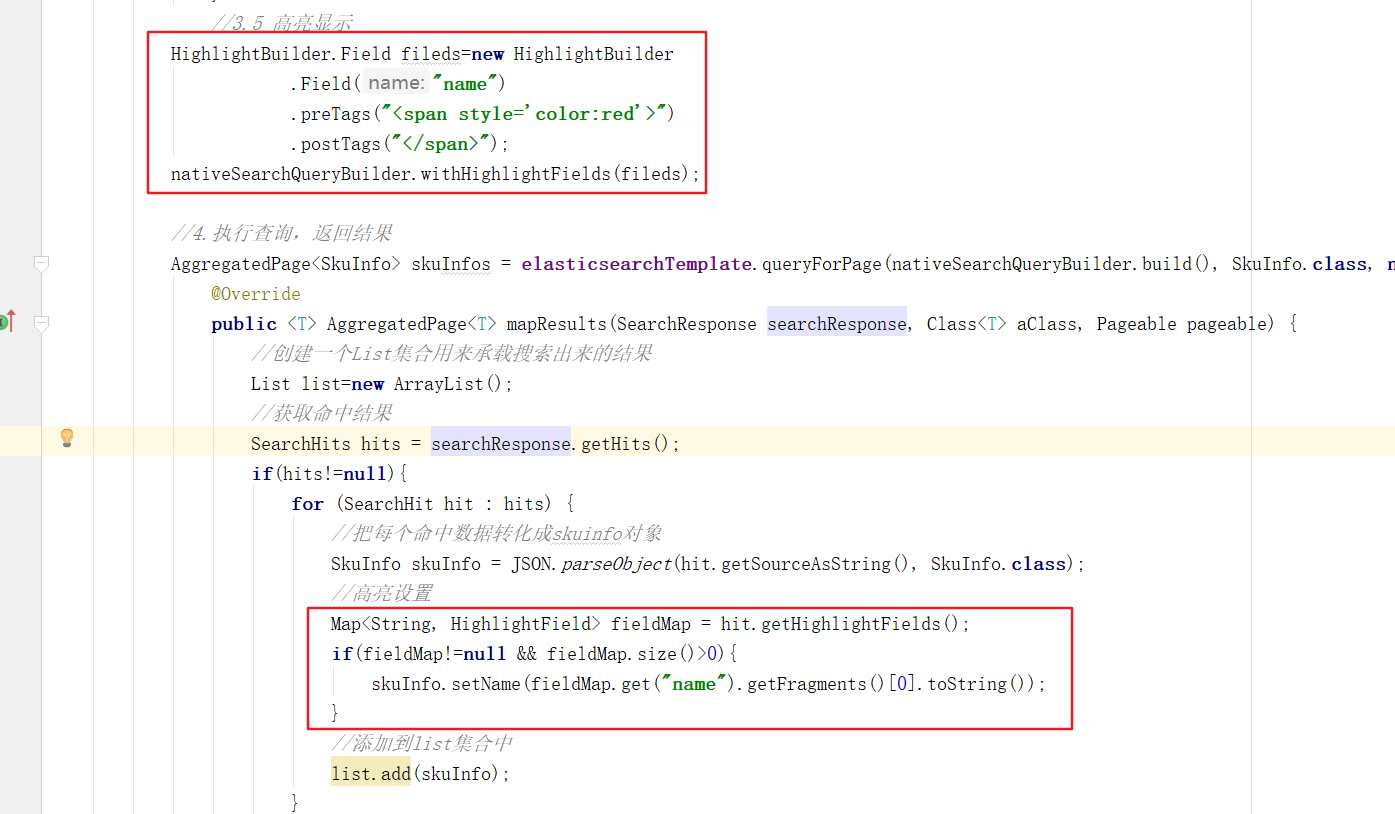 //3.5 高亮显示
HighlightBuilder.Field fileds=new HighlightBuilder
.Field( name: "name")
.preTags("<span style='color:red'>")
.postTags("</span>");
nativeSearchQueryBuilder.withHighlightFields(fileds);
//4.执行查询，返回结果
AggregatedPage<SkuInfo> skuInfos = elasticsearchTemplate.queryForPage(nativeSearchQueryBuilder.build(), SkuInfo.class, n
@Override
public <T> AggregatedPage<T> mapResults(SearchResponse searchResponse, Class<T> aClass, Pageable pageable) {
//创建一个List集合用来承载搜索出来的结果
List list=new ArrayList();
//获取命中结果
SearchHits hits = searchResponse.getHits();
if(hits!=null){
for (SearchHit hit : hits) {
//把每个命中数据转化成skuinfo对象
SkuInfo skuInfo = JSON.parseObject(hit.getSourceAsString(), SkuInfo.class);
//高亮设置
Map<String, HighlightField> fieldMap = hit.getHighlightFields();
if(fieldMap!=null && fieldMap.size()>0){
skuInfo.setName(fieldMap.get("name").getFragments()[0].toString());
}
//添加到list集合中
list.add(skuInfo);
}